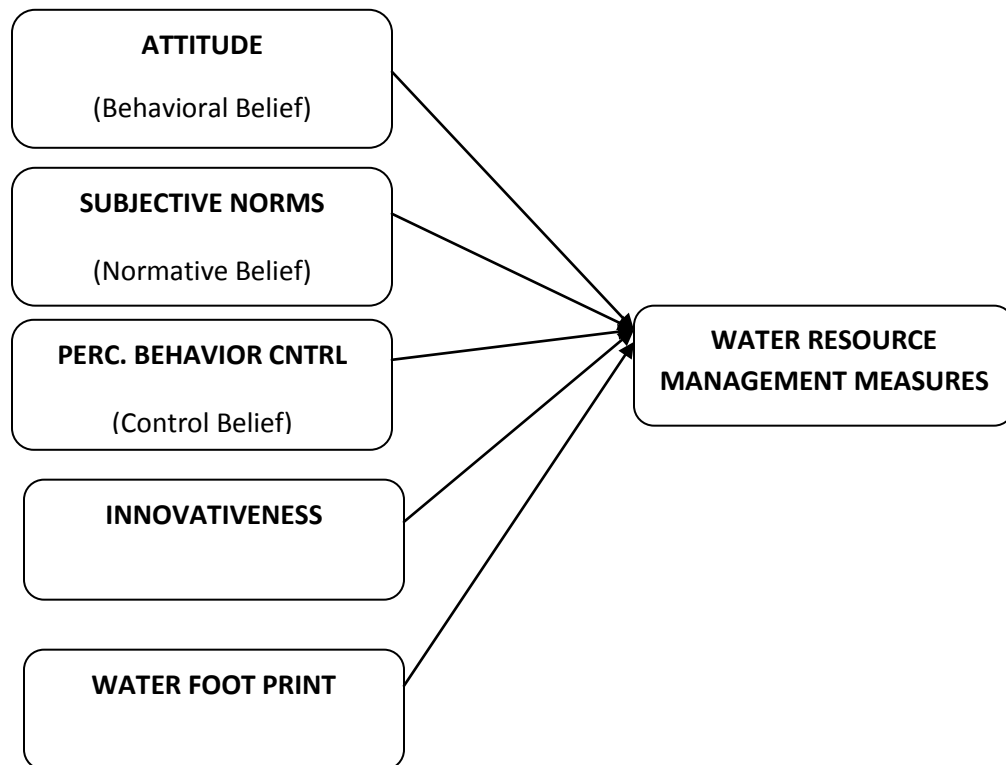 ATTITUDE
(Behavioral Belief)
SUBJECTIVE NORMS
(Normative Belief)
PERC. BEHAVIOR CNTRL
(Control Belief)
INNOVATIVENESS
WATER FOOT PRINT
WATER RESOURCE
MANAGEMENT MEASURES